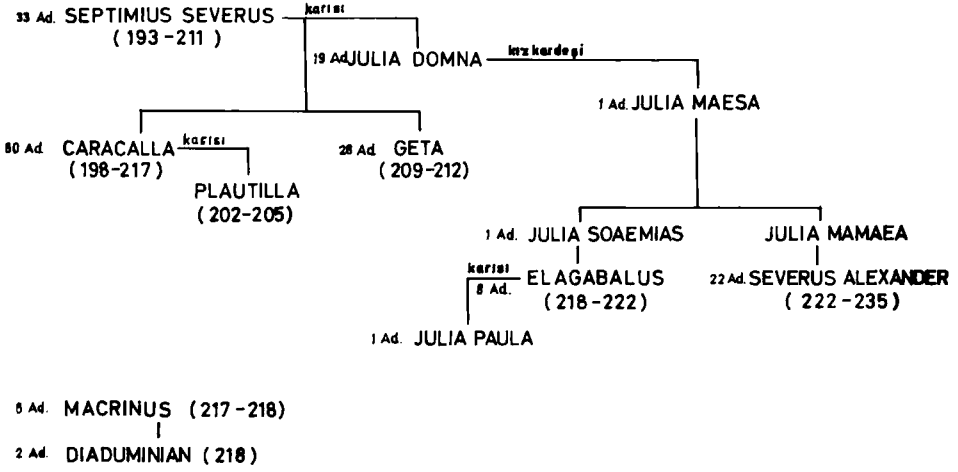 33 Ad. SEPTIMIUS SEVERUS karisi
(193-211)
19 Ad. JULIA DOMNA kızkardeşi
1 Ad. JULIA MAESA
80 Ad. CARACALLA karisi
(198-217)
28 Ad. GETA
(209-212)
PLAUTILLA
(202-205)
1 Ad. JULIA SOAEMIAS
JULIA MAMAEA
karisi 8 Ad. ELAGABALUS
(218-222)
22 Ad. SEVERUS ALEXANDER
(222-235)
1 Ad. JULIA PAULA
6 Ad. MACRINUS (217-218)
2 Ad. DIADUMINIAN (218)